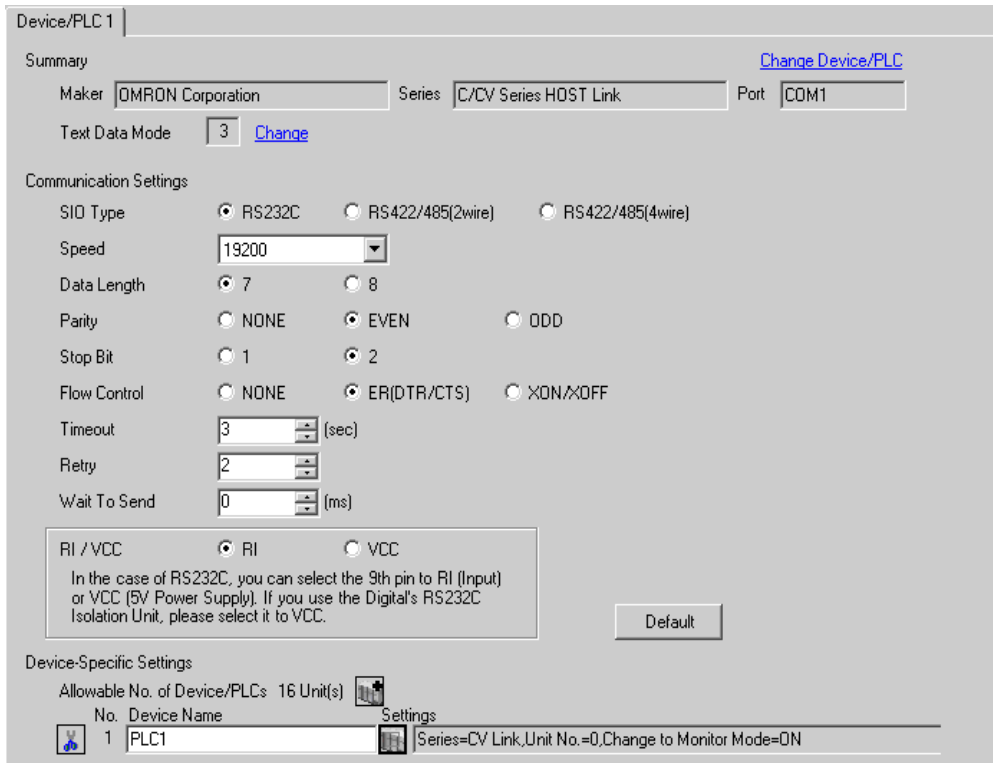 Device/PLC 1
Summary
Change Device/PLC
Maker OMRON Corporation Series C/CV Series HOST Link Port COM1
Text Data Mode 3 Change
Communication Settings
SIO Type RS232C RS422/485(2wire) RS422/485(4wire)
Speed 19200
Data Length 7 8
Parity NONE EVEN ODD
Stop Bit 1 2
Flow Control NONE ER(DTR/CTS) XON/XOFF
Timeout 3 (sec)
Retry 2
Wait To Send 0 (ms)
RI / VCC RI VCC
In the case of RS232C, you can select the 9th pin to RI (Input)
or VCC (5V Power Supply). If you use the Digital's RS232C
Isolation Unit, please select it to VCC.
Default
Device-Specific Settings
Allowable No. of Device/PLCs 16 Unit(s)
No. Device Name Settings
1 PLC1 Series=CV Link,Unit No.=0,Change to Monitor Mode=ON